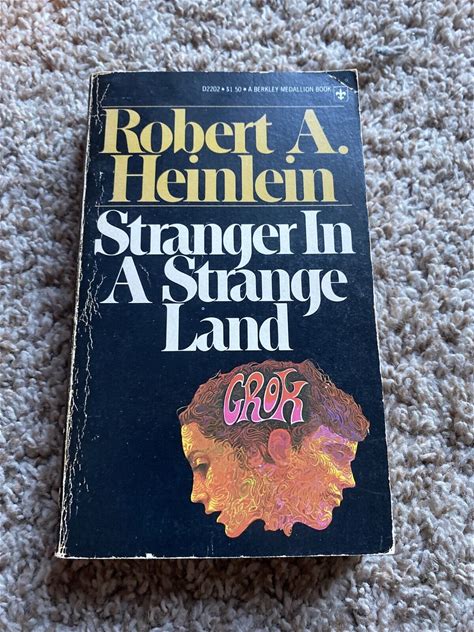 D2202 • $1.50 • A BERKLEY MEDALLION BOOK
Robert A.
Heinlein
Stranger In
A Strange
Land
GROK